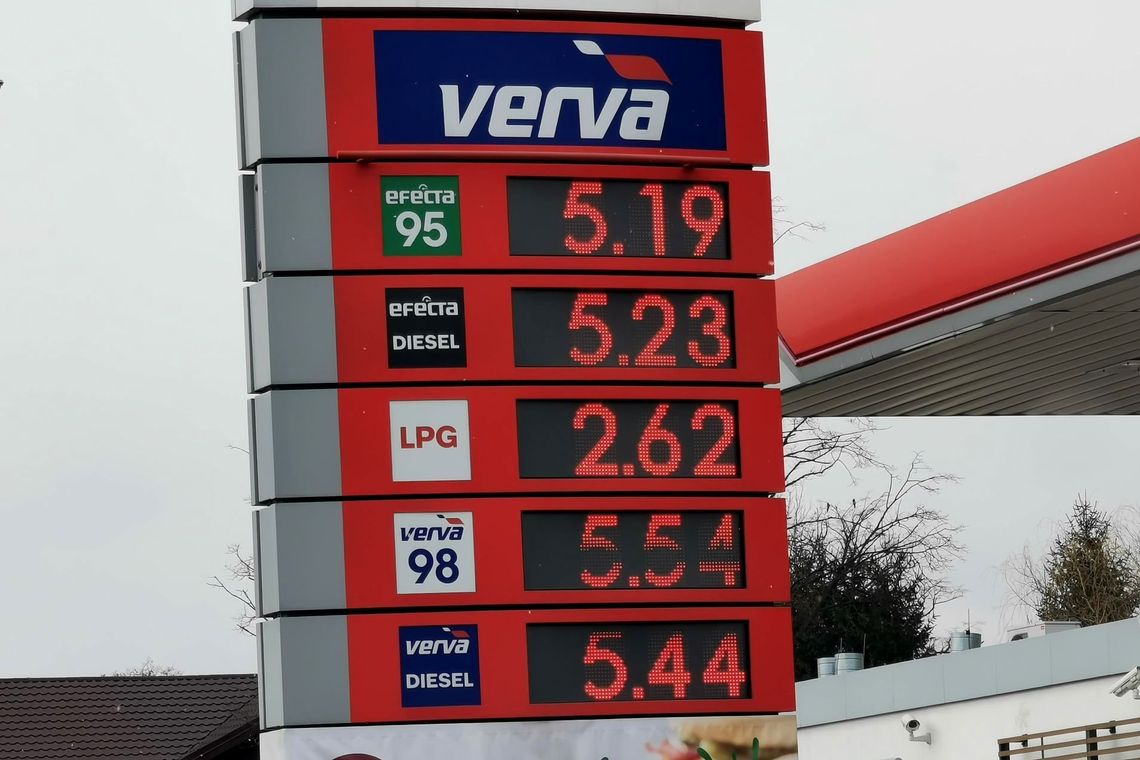 verva
efecta
95
5.19
efecta
DIESEL
5.23
LPG
2.62
verva
98
5.54
verva
DIESEL
5.44